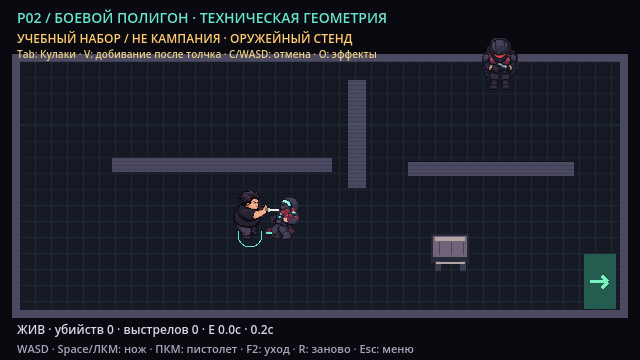 P02 / БОЕВОЙ ПОЛИГОН · ТЕХНИЧЕСКАЯ ГЕОМЕТРИЯ
УЧЕБНЫЙ НАБОР / НЕ КАМПАНИЯ · ОРУЖЕЙНЫЙ СТЕНД
Tab: Кулаки · V: добивание после толчка · C/WASD: отмена · O: эффекты
ЖИВ · убийств 0 · выстрелов 0 · E 0.0с · 0.2с
WASD · Space/ЛКМ: нож · ПКМ: пистолет · F2: уход · R: заново · Esc: меню